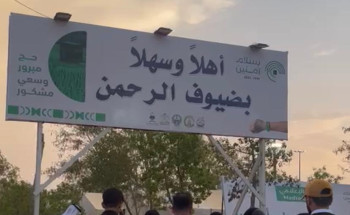 أهلاً وسهلاً
بضيوف الرحمن
حج
مبرور
وسعي
مشكور